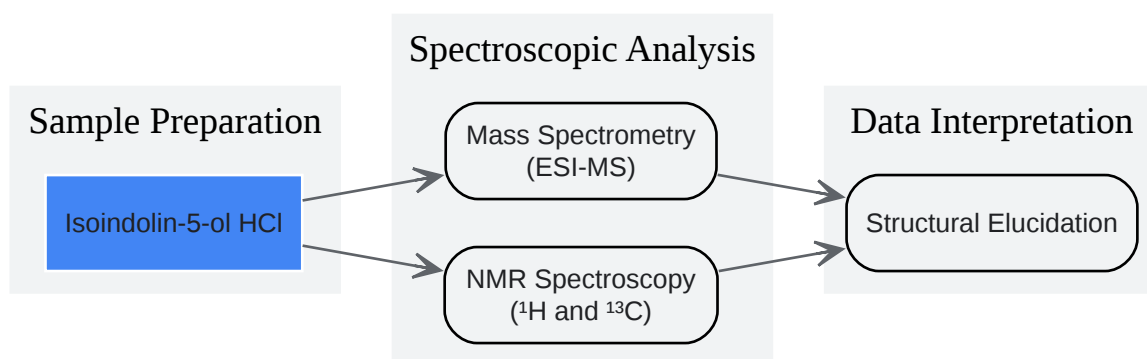 Sample Preparation
Isoindolin-5-ol HCl
Spectroscopic Analysis
Mass Spectrometry
(ESI-MS)
NMR Spectroscopy
(¹H and ¹³C)
Data Interpretation
Structural Elucidation